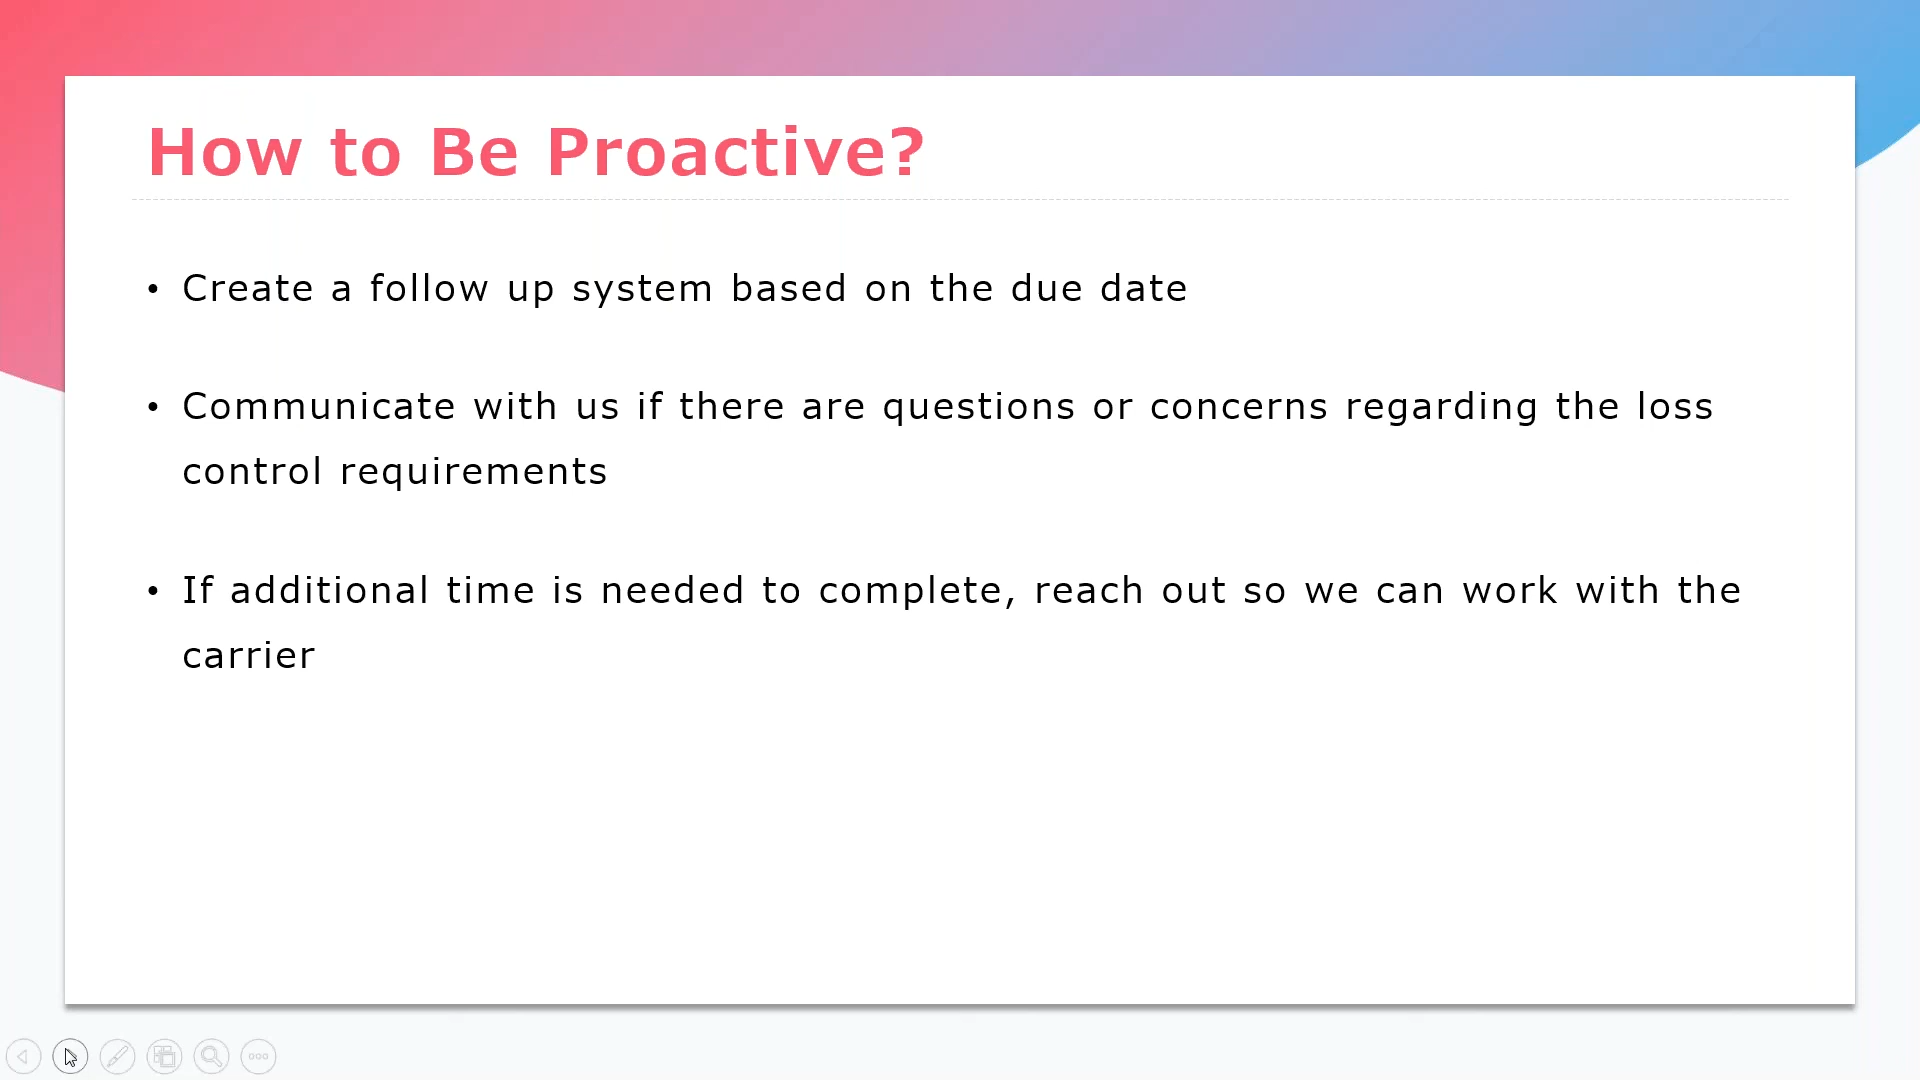 How to Be Proactive?
• Create a follow up system based on the due date
• Communicate with us if there are questions or concerns regarding the loss
control requirements
• If additional time is needed to complete, reach out so we can work with the
carrier